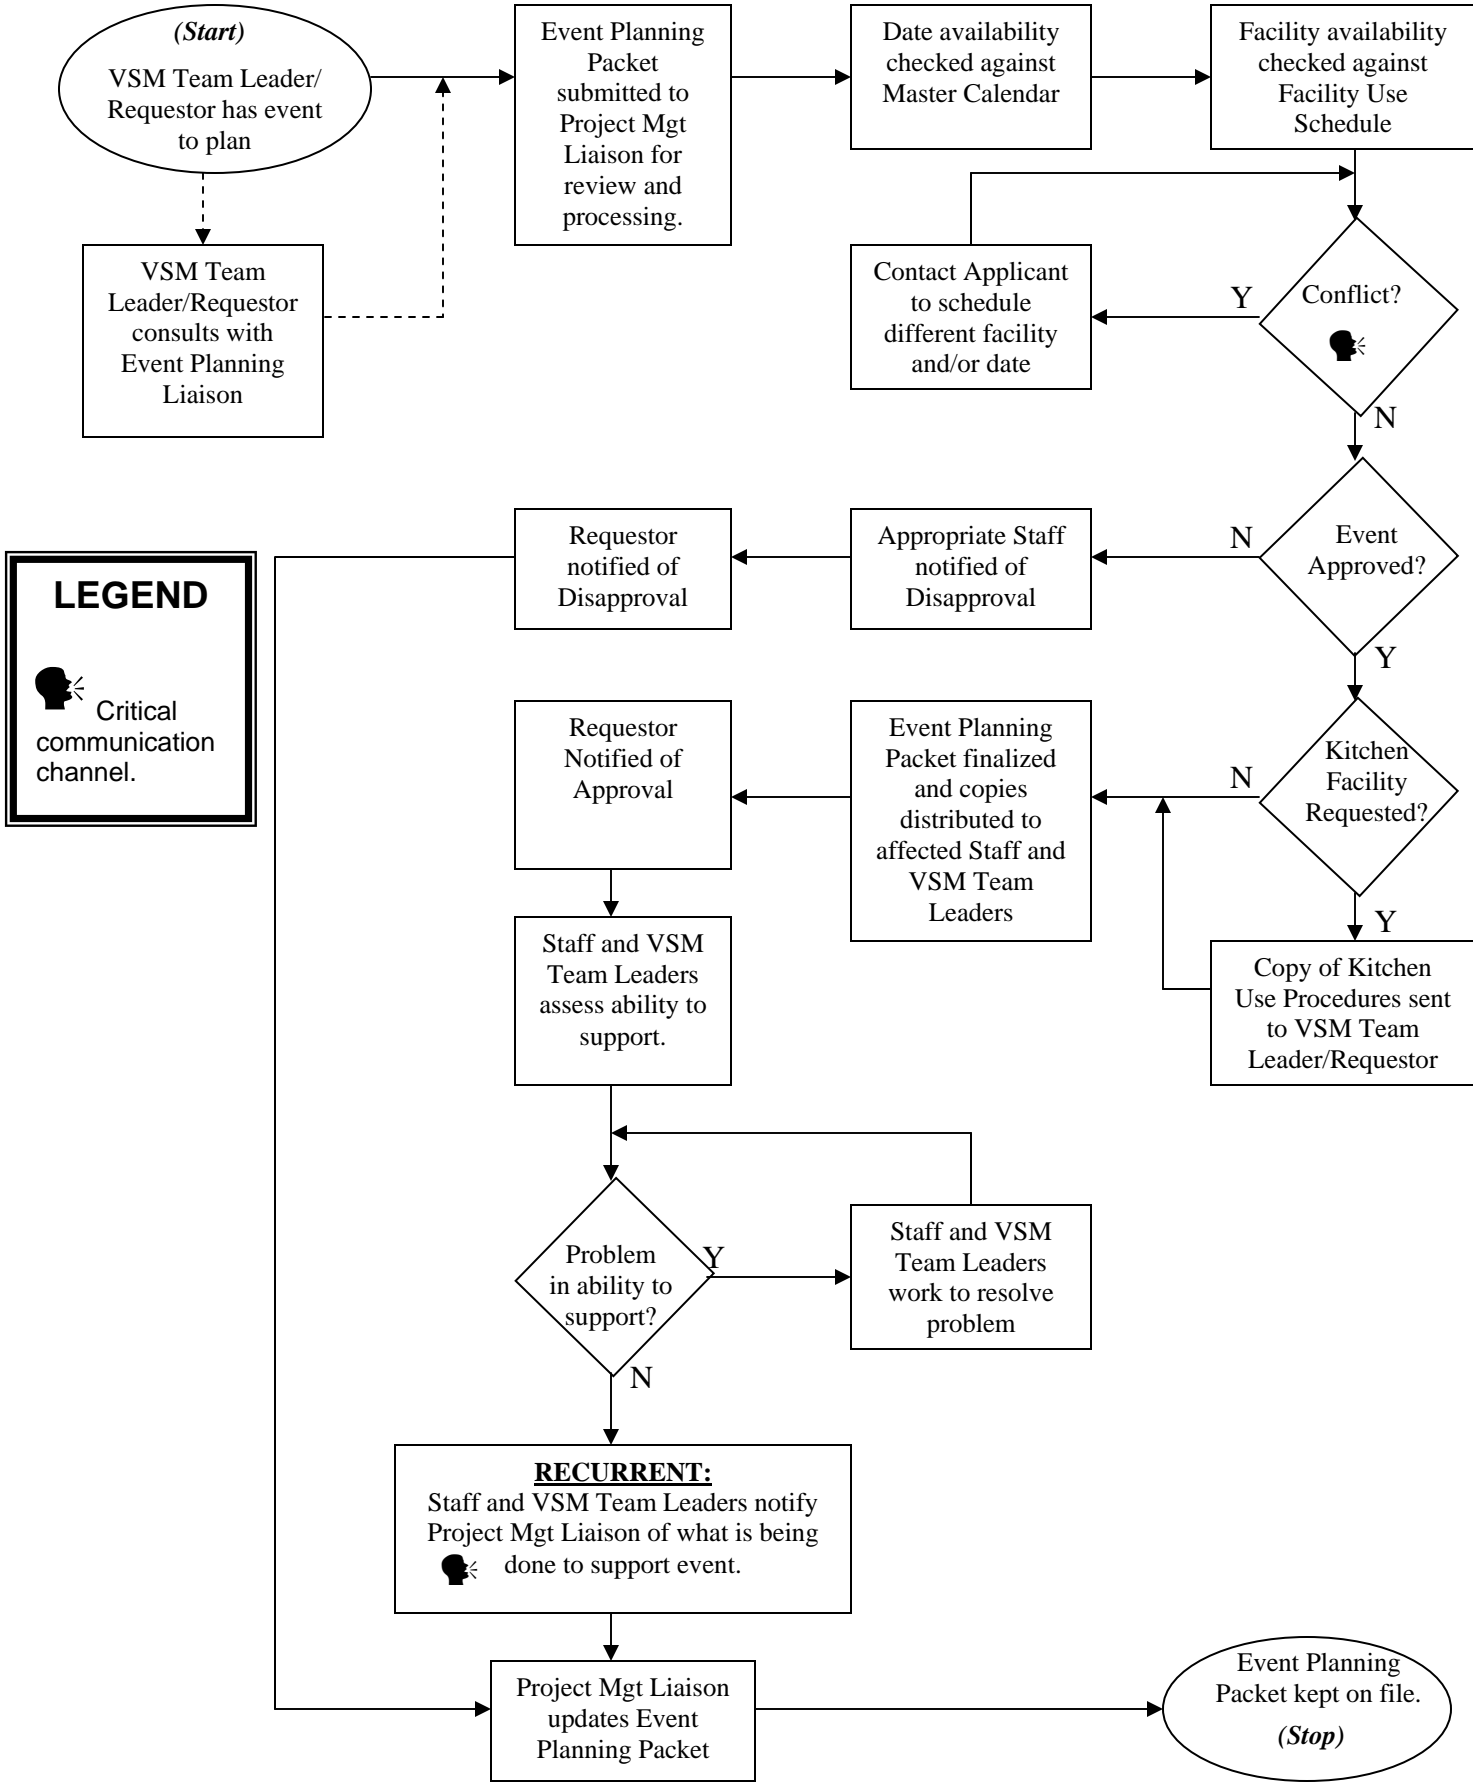 (Start)
VSM Team Leader/
Requestor has event
to plan
Event Planning
Packet
submitted to
Project Mgt
Liaison for
review and
processing.
Date availability
checked against
Master Calendar
Facility availability
checked against
Facility Use
Schedule
VSM Team
Leader/Requestor
consults with
Event Planning
Liaison
Contact Applicant
to schedule
different facility
and/or date
Y
Conflict?
N
Requestor
notified of
Disapproval
Appropriate Staff
notified of
Disapproval
N
Event
Approved?
Y
LEGEND
Critical
communication
channel.
Requestor
Notified of
Approval
Event Planning
Packet finalized
and copies
distributed to
affected Staff and
VSM Team
Leaders
N
Kitchen
Facility
Requested?
Y
Copy of Kitchen
Use Procedures sent
to VSM Team
Leader/Requestor
Staff and VSM
Team Leaders
assess ability to
support.
Problem
in ability to
support?
Y
Staff and VSM
Team Leaders
work to resolve
problem
N
RECURRENT:
Staff and VSM Team Leaders notify
Project Mgt Liaison of what is being
done to support event.
Project Mgt Liaison
updates Event
Planning Packet
Event Planning
Packet kept on file.
(Stop)